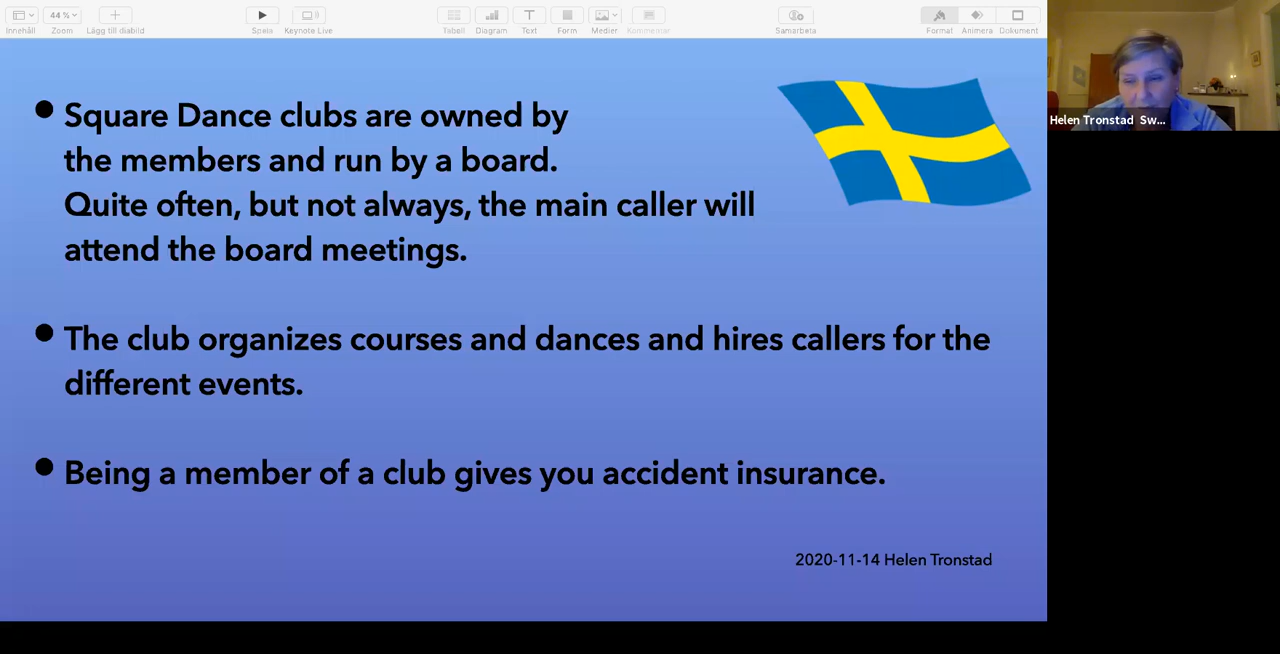 Innehåll
44 %
Zoom
Lägg till diabild
Spela
Keynote Live
Tabell
Diagram
Text
Form
Medier
Kommentar
Samarbeta
Format
Animera
Dokument
• Square Dance clubs are owned by
the members and run by a board.
Quite often, but not always, the main caller will
attend the board meetings.
• The club organizes courses and dances and hires callers for the
different events.
• Being a member of a club gives you accident insurance.
2020-11-14 Helen Tronstad
Helen Tronstad Sw...